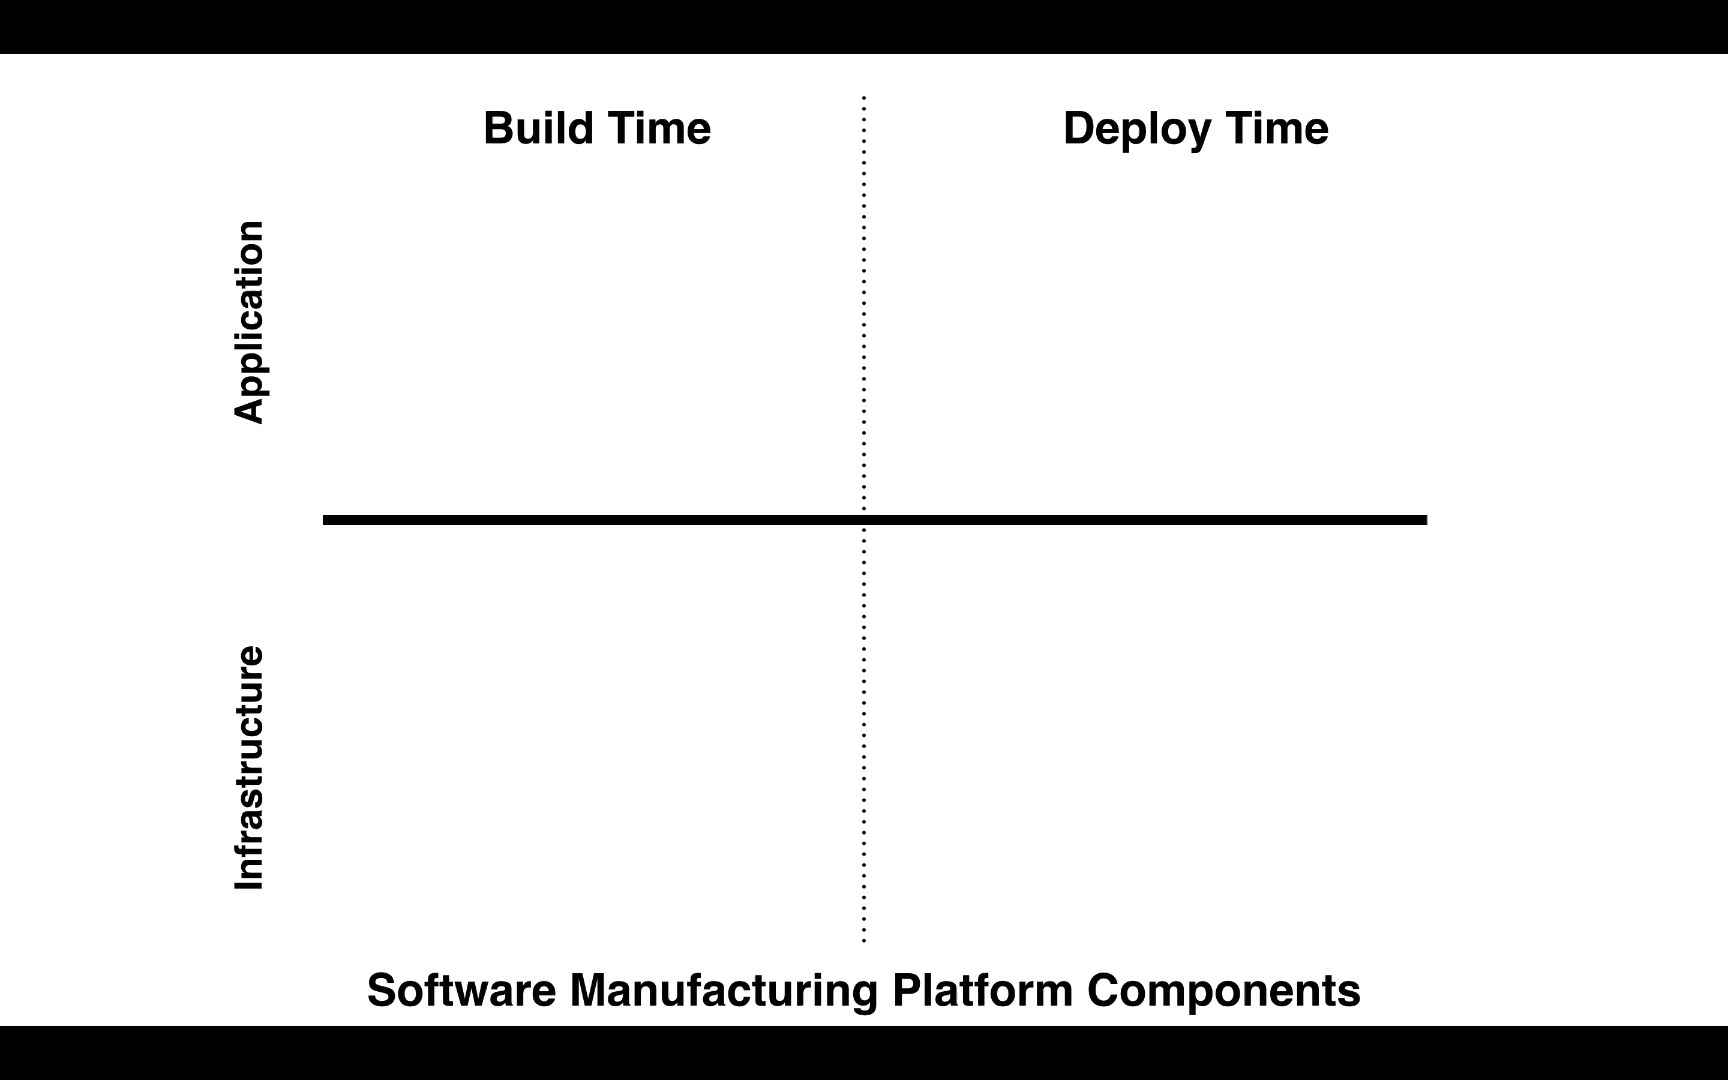 Build Time
Deploy Time
Application
Infrastructure
Software Manufacturing Platform Components